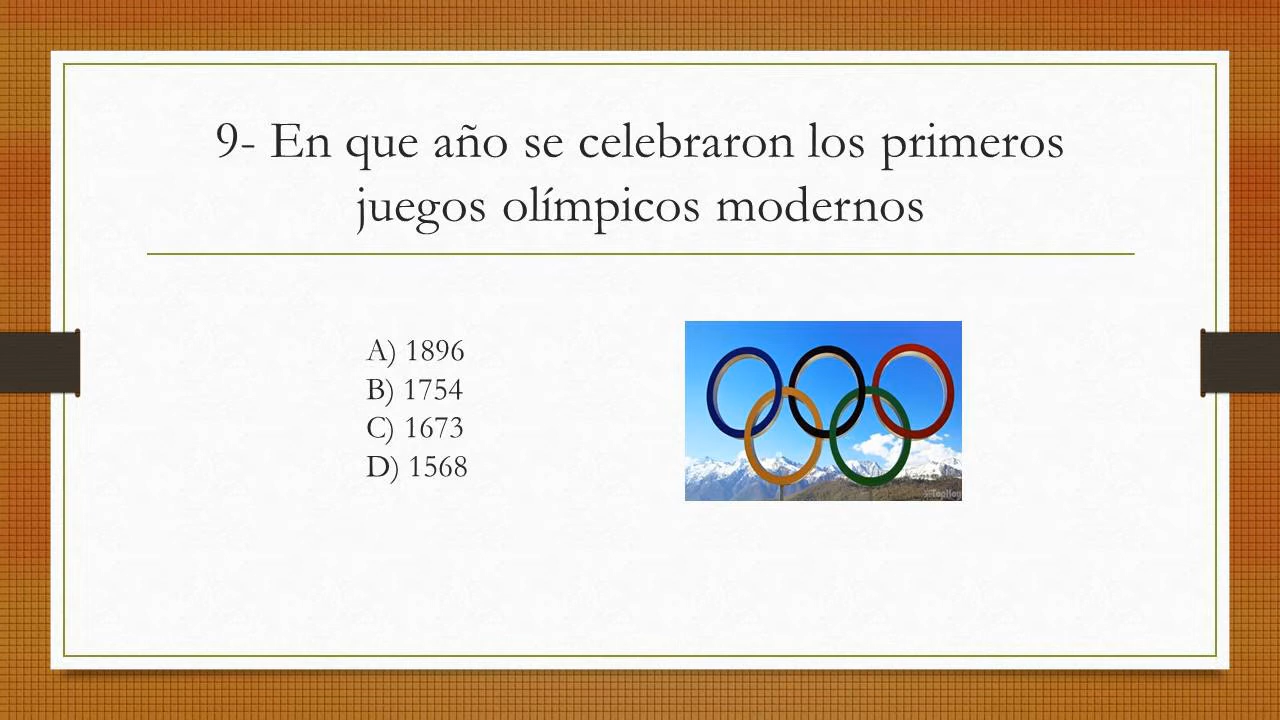 9- En que año se celebraron los primeros
juegos olímpicos modernos
A) 1896
B) 1754
C) 1673
D) 1568